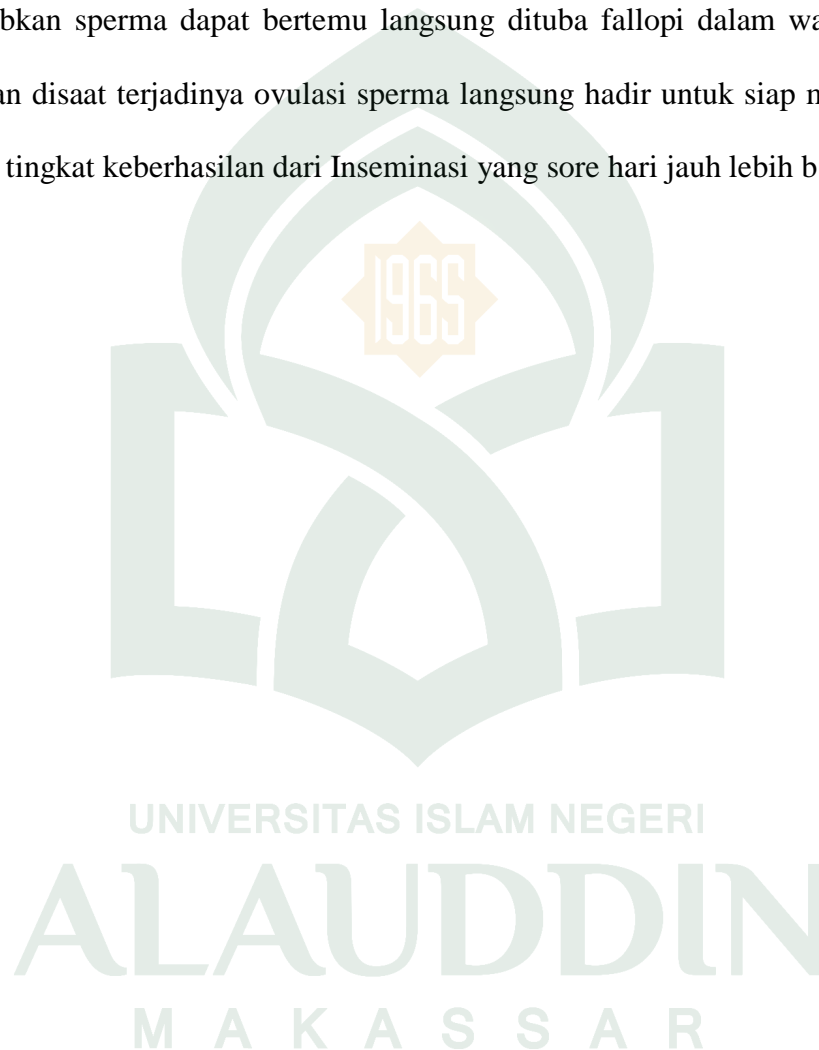 bkan sperma dapat bertemu langsung dituba fallopi dalam wa
n disaat terjadinya ovulasi sperma langsung hadir untuk siap
tingkat keberhasilan dari Inseminasi yang sore hari jauh lebih b
1965
UNIVERSITAS ISLAM NEGERI
ALAUDDIN
MAKASSAR